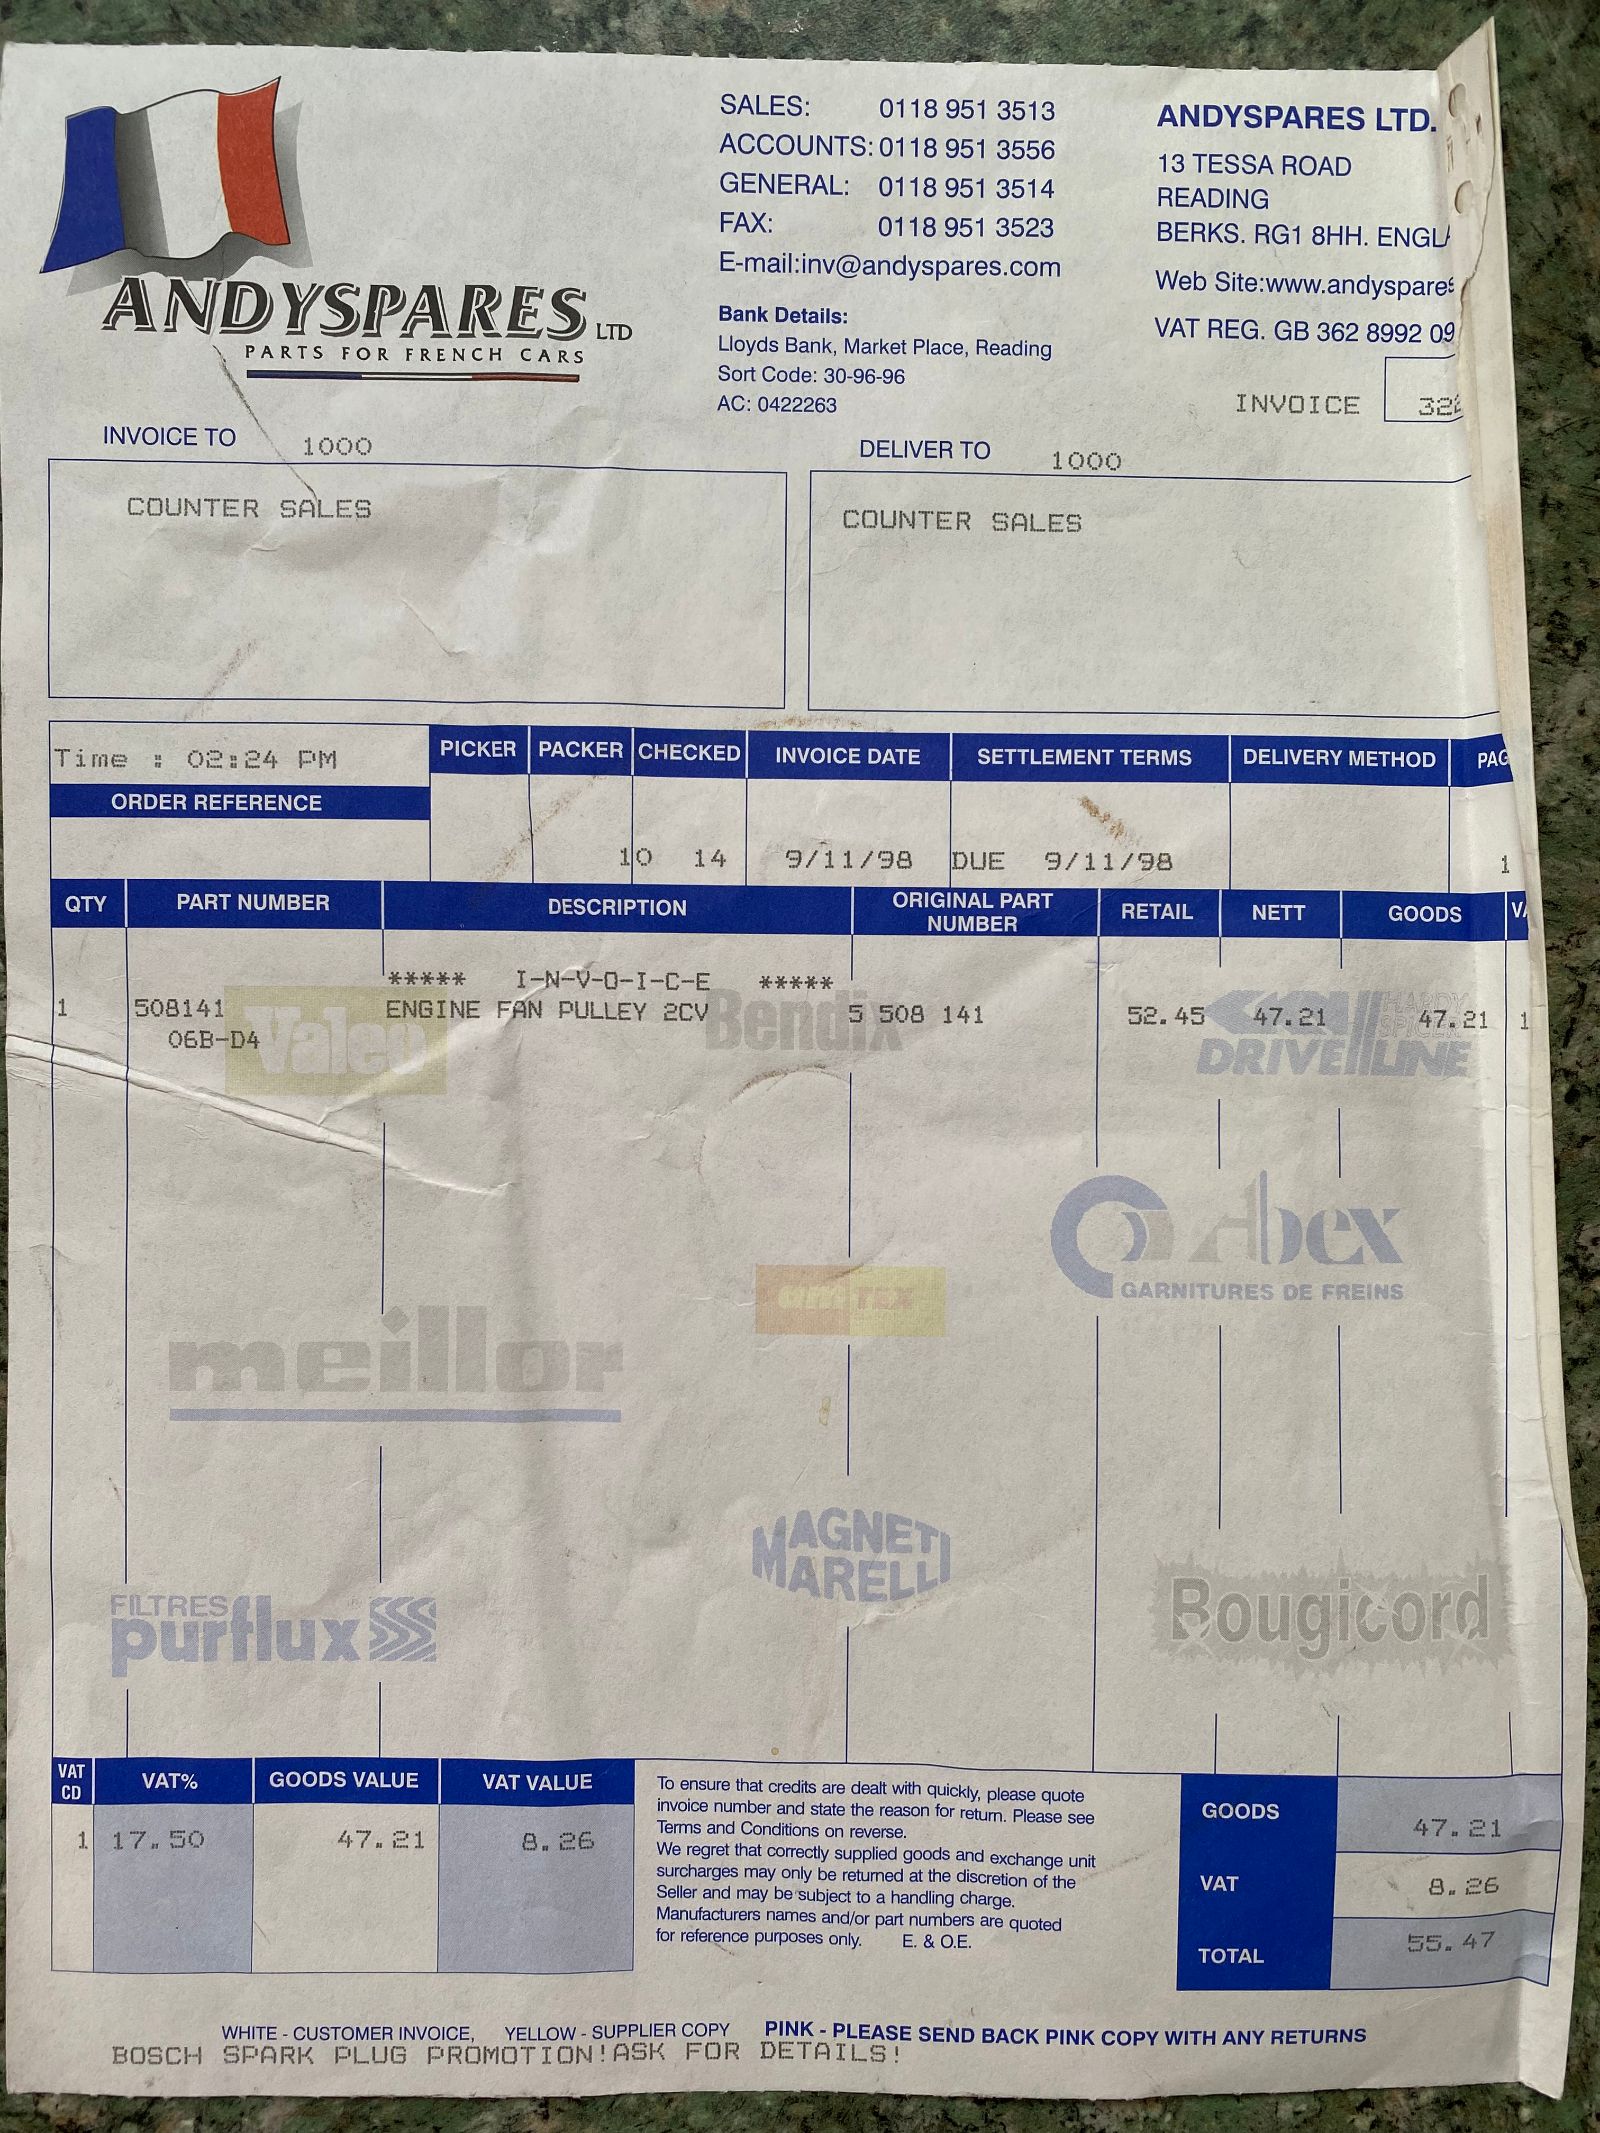 ANDYSPARES LTD
PARTS FOR FRENCH CARS
SALES: 0118 951 3513
ACCOUNTS: 0118 951 3556
GENERAL: 0118 951 3514
FAX: 0118 951 3523
E-mail:inv@andyspares.com
Bank Details:
Lloyds Bank, Market Place, Reading
Sort Code: 30-96-96
AC: 0422263
ANDYSPARES LTD.
13 TESSA ROAD
READING
BERKS. RG1 8HH.
Web Site:www.andyspares
VAT REG. GB 362 8992 09
INVOICE
INVOICE TO 1000
DELIVER TO 1000
COUNTER SALES
COUNTER SALES
Time : 02:24 PM
ORDER REFERENCE
PICKER PACKER CHECKED INVOICE DATE SETTLEMENT TERMS DELIVERY METHOD
10 14 9/11/98 DUE 9/11/98 1
QTY PART NUMBER DESCRIPTION ORIGINAL PART NUMBER RETAIL NETT GOODS
***** I-N-V-O-I-C-E *****
1 508141 ENGINE FAN PULLEY 2CV 5 508 141 52.45 47.21 47.21 1
06B-D4
Valeo
Bendix
HARDY
SPICER
DRIVELINE
Abex
GARNITURES DE FREINS
amTEX
meillor
MAGNETI
MARELLI
FILTRES
purflux
Bougicord
VAT CD VAT% GOODS VALUE VAT VALUE
1 17.50 47.21 8.26
To ensure that credits are dealt with quickly, please quote
invoice number and state the reason for return. Please see
Terms and Conditions on reverse.
We regret that correctly supplied goods and exchange unit
surcharges may only be returned at the discretion of the
Seller and may be subject to a handling charge.
Manufacturers names and/or part numbers are quoted
for reference purposes only. E. & O.E.
GOODS 47.21
VAT 8.26
TOTAL 55.47
WHITE - CUSTOMER INVOICE, YELLOW - SUPPLIER COPY PINK - PLEASE SEND BACK PINK COPY WITH ANY RETURNS
BOSCH SPARK PLUG PROMOTION!ASK FOR DETAILS!